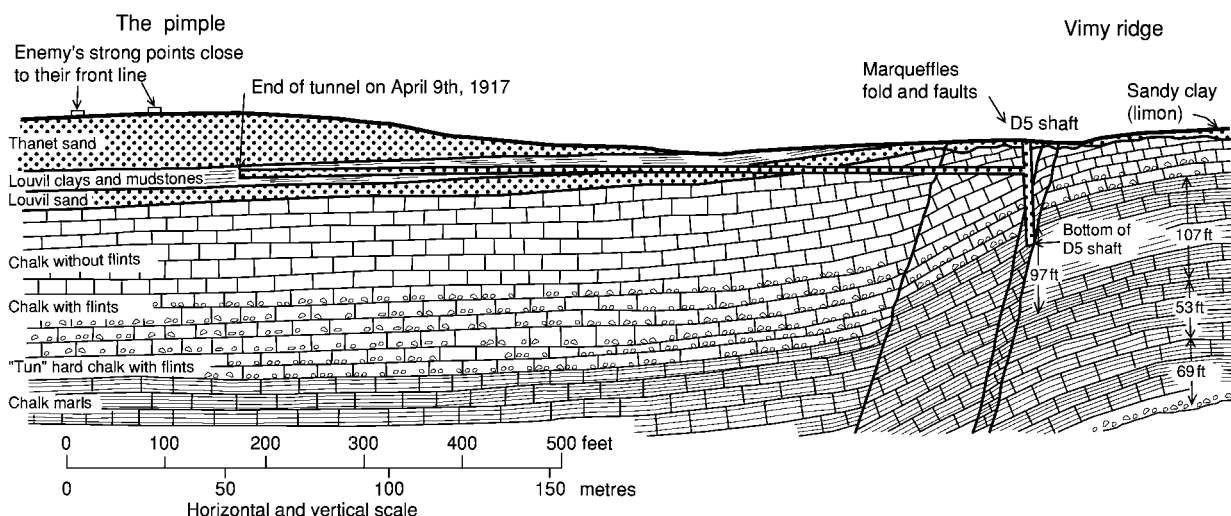 The pimple
Enemy's strong points close
to their front line
End of tunnel on April 9th, 1917
Vimy ridge
Marqueffles
fold and faults
D5 shaft
Sandy clay
(limon)
Thanet sand
Louvil clays and mudstones
Louvil sand
Chalk without flints
Chalk with flints
"Tun" hard chalk with flints
Chalk marls
Bottom of
D5 shaft
107 ft
97 ft
53 ft
69 ft
0 100 200 300 400 500 feet
0 50 100 150 metres
Horizontal and vertical scale